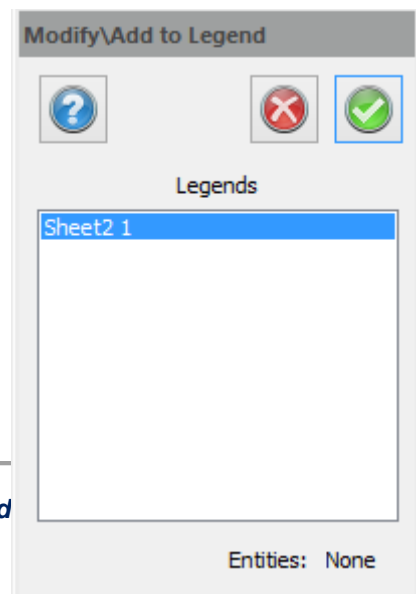 Modify\Add to Legend
Legends
Sheet2 1
d
Entities: None